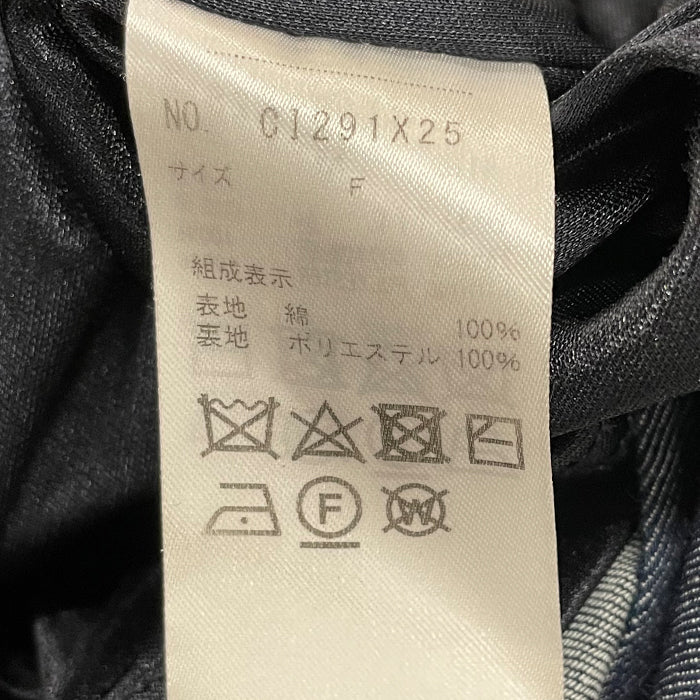 NO. CI291X25
サイズ F
組成表示
表地 綿 100%
裏地 ポリエステル 100%
F W